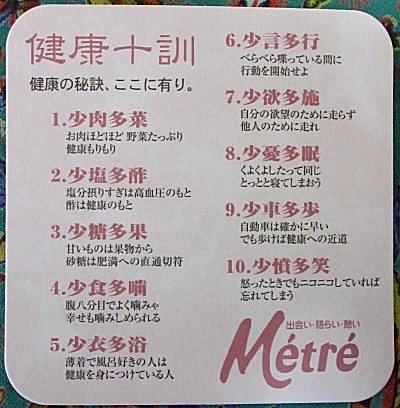 健康十訓
健康の秘訣、ここに有り。
1.少肉多菜
お肉ほどほど 野菜たっぷり
健康もりもり
2.少塩多酢
塩分摂りすぎは高血圧のもと
酢は健康のもと
3.少糖多果
甘いものは果物から
砂糖は肥満への直通切符
4.少食多噛
腹八分目でよく噛みゃ
幸せも噛みしめられる
5.少衣多浴
薄着で風呂好きの人は
健康を身につけている人
6.少言多行
べらべら喋っている間に
行動を開始せよ
7.少欲多施
自分の欲望のために走らず
他人のために走れ
8.少憂多眠
くよくよしたって同じ
とっとと寝てしまおう
9.少車多歩
自動車は確かに早い
でも歩けば健康への近道
10.少憤多笑
怒ったときでもニコニコしていれば
忘れてしまう
出会い・語らい・憩い
Métré